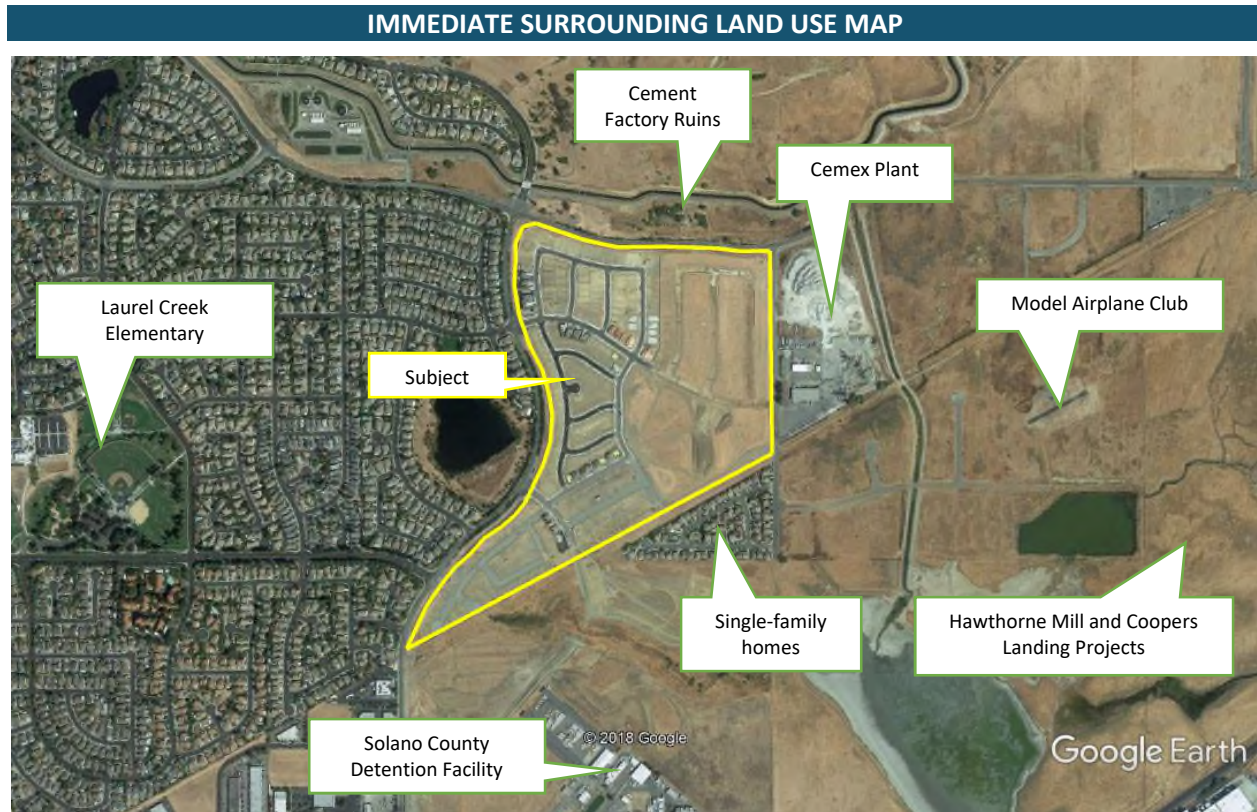 IMMEDIATE SURROUNDING LAND USE MAP
Cement
Factory Ruins
Cemex Plant
Laurel Creek
Elementary
Model Airplane Club
Subject
Single-family
homes
Hawthorne Mill and Coopers
Landing Projects
Solano County
Detention Facility
© 2018 Google
Google Earth